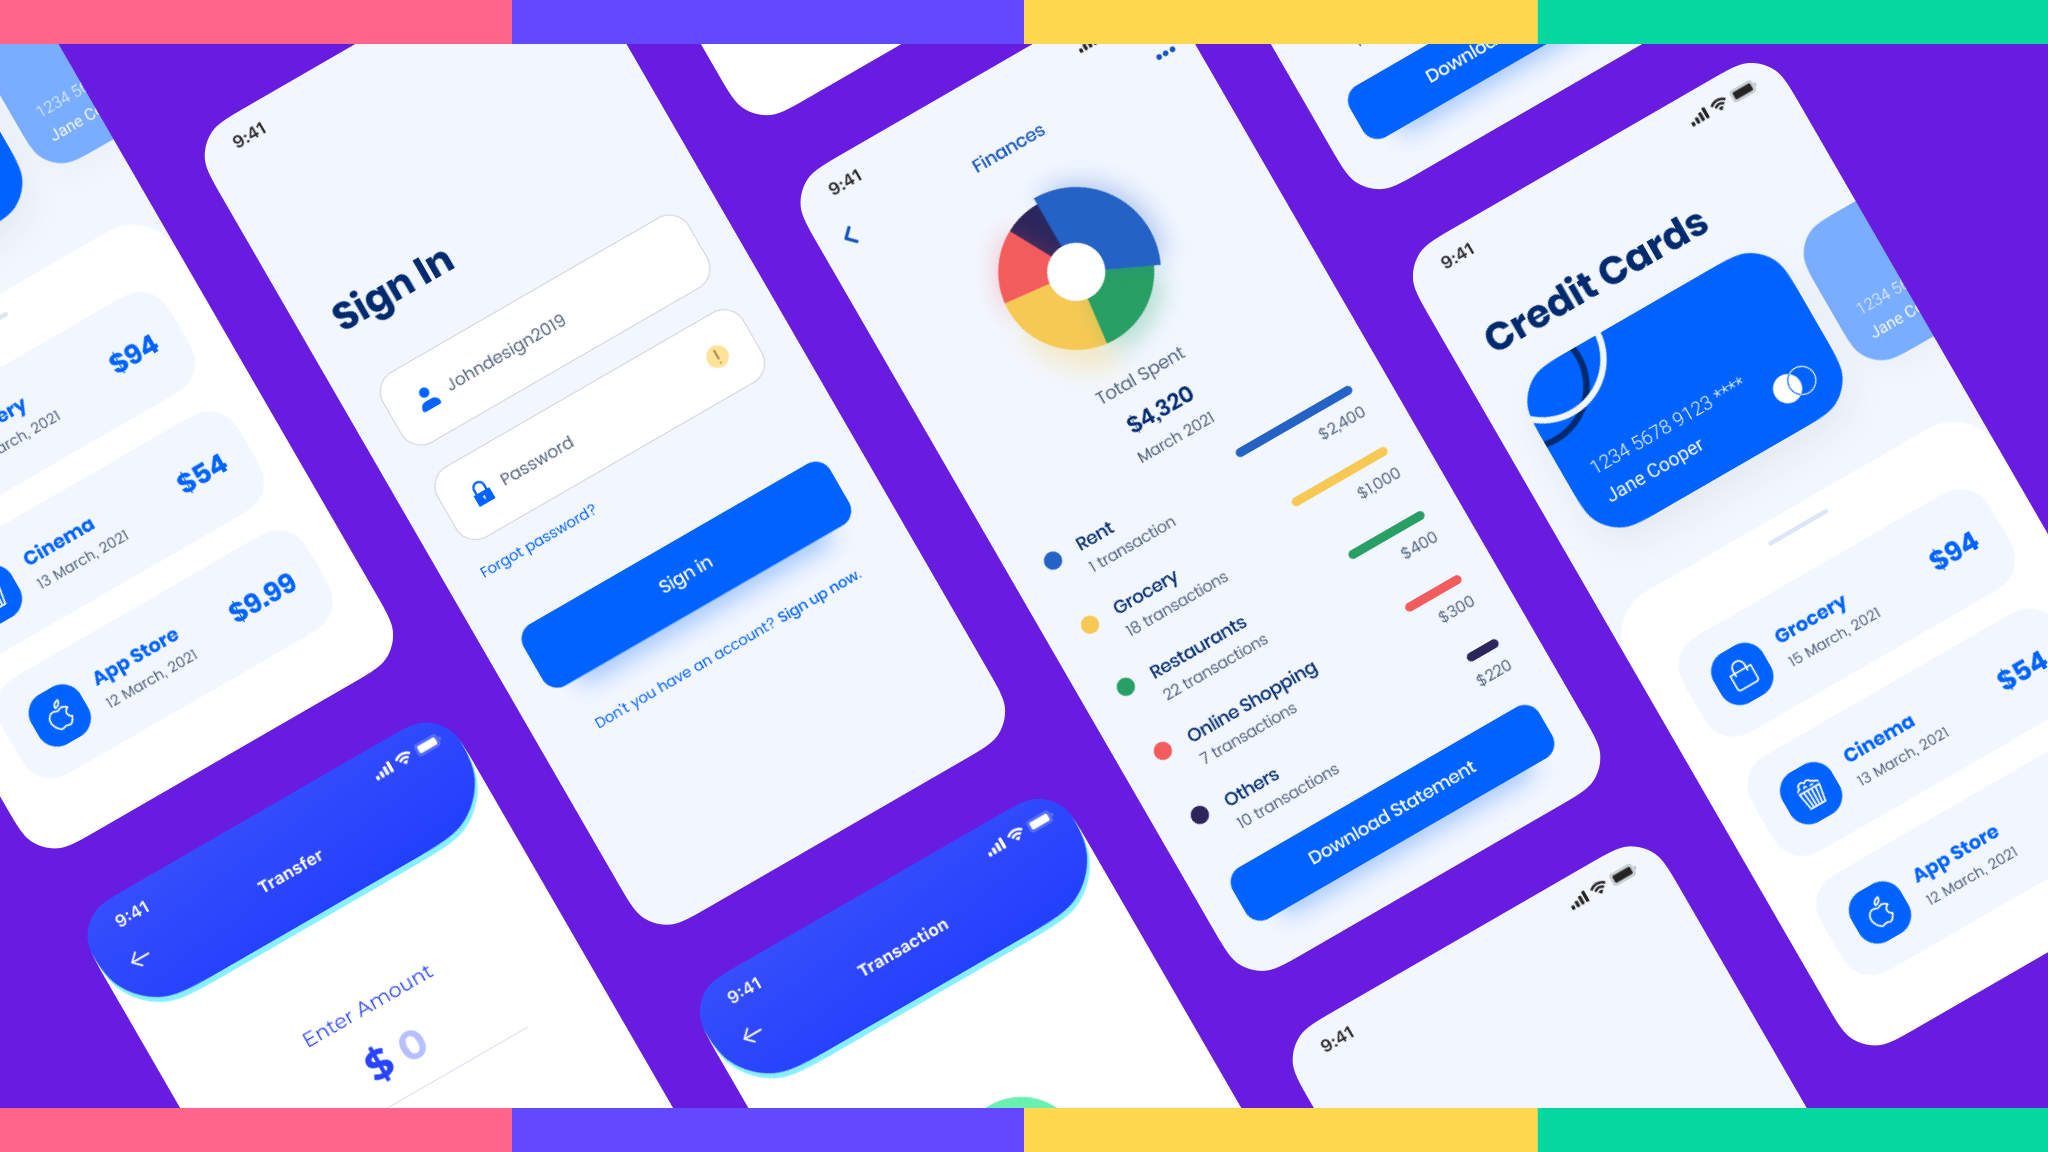 1234 56
Jane Co
$94
ery
arch, 2021
Cinema
13 March, 2021
$54
App Store
12 March, 2021
$9.99
9:41
Transfer
Enter Amount
$ 0
9:41
Sign In
Johndesign2019
Password
!
Forgot password?
Sign in
Don't you have an account? Sign up now.
9:41
Transaction
9:41
Finances
Total Spent
$4,320
March 2021
Rent
1 transaction
$2,400
Grocery
18 transactions
$1,000
Restaurants
22 transactions
$400
Online Shopping
7 transactions
$300
Others
10 transactions
$220
Download Statement
9:41
Downloa
9:41
Credit Cards
1234 5678 9123 ****
Jane Cooper
1234 56
Jane C
Grocery
15 March, 2021
$94
Cinema
13 March, 2021
$54
App Store
12 March, 2021